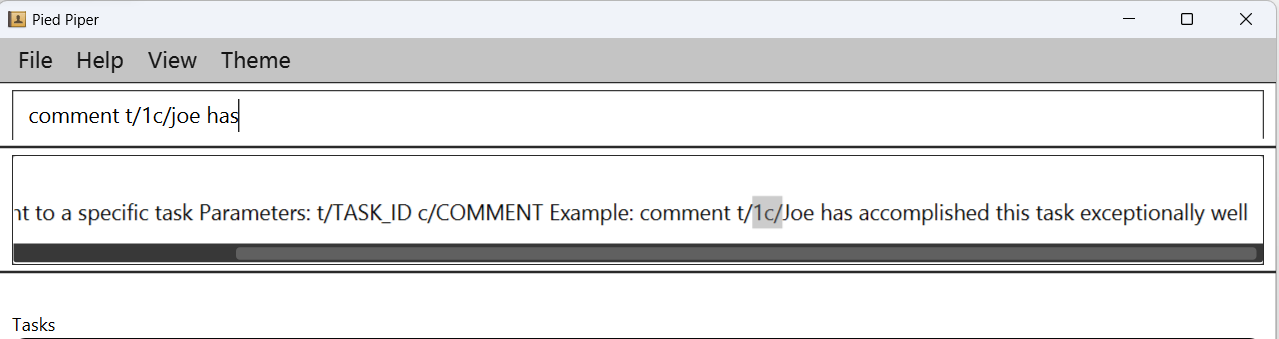 Pied Piper
File Help View Theme
comment t/1c/joe has
nt to a specific task Parameters: t/TASK_ID c/COMMENT Example: comment t/1c/Joe has accomplished this task exceptionally well
Tasks